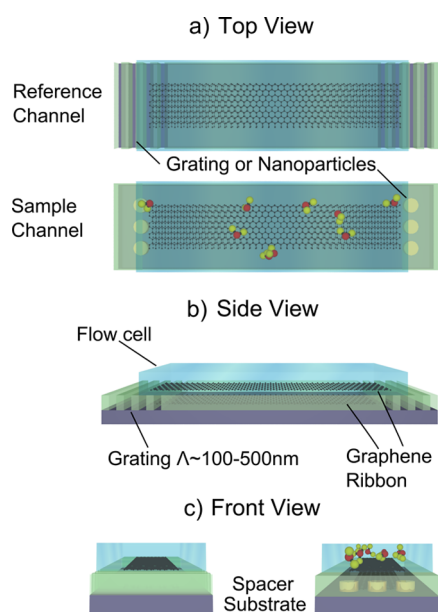 a) Top View
Reference
Channel
Grating or Nanoparticles
Sample
Channel
b) Side View
Flow cell
Grating Λ~100-500nm
Graphene
Ribbon
c) Front View
Spacer
Substrate